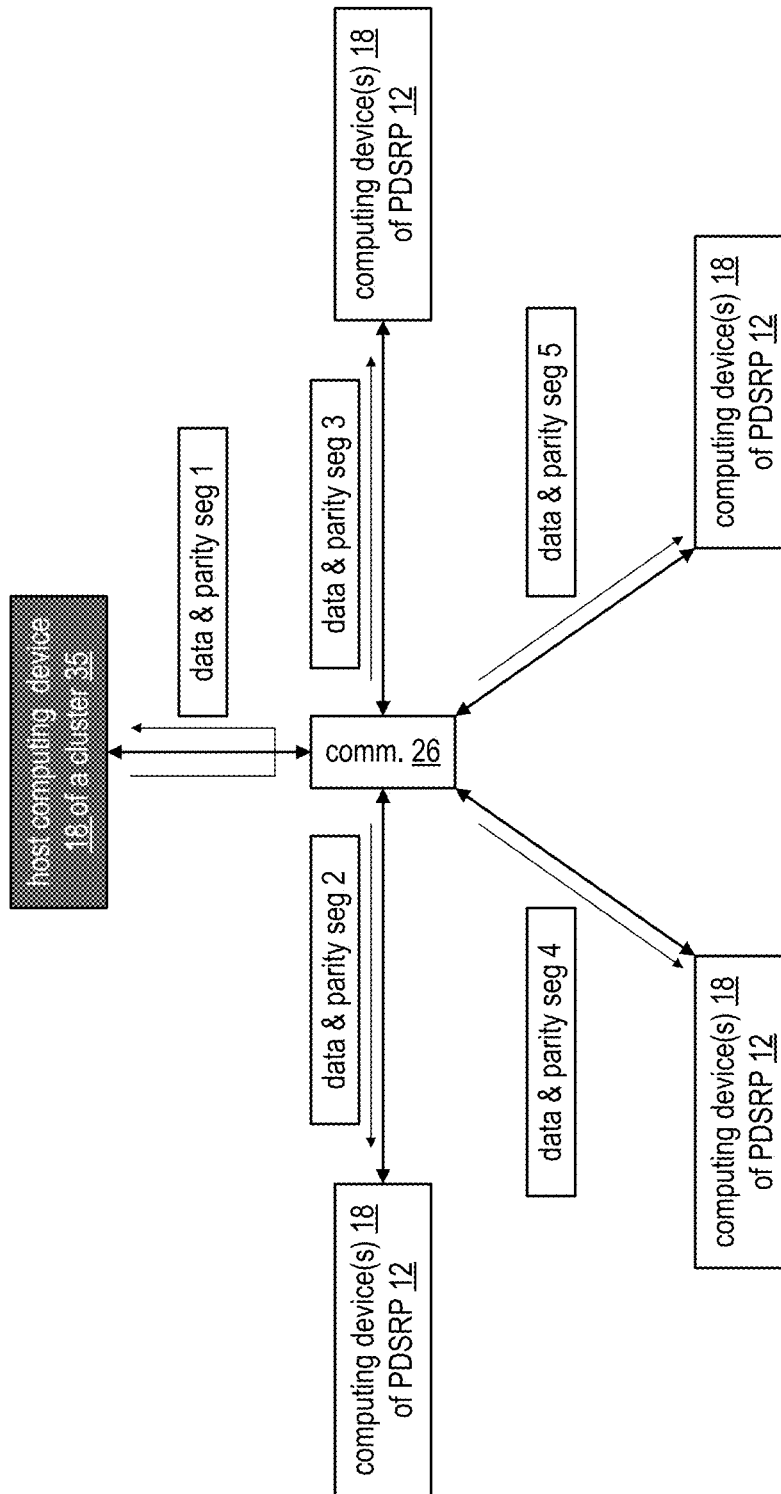 host computing device
18 of a cluster 35
data & parity seg 1
data & parity seg 2
data & parity seg 3
computing device(s) 18
of PDSRP 12
comm. 26
computing device(s) 18
of PDSRP 12
data & parity seg 4
data & parity seg 5
computing device(s) 18
of PDSRP 12
computing device(s) 18
of PDSRP 12